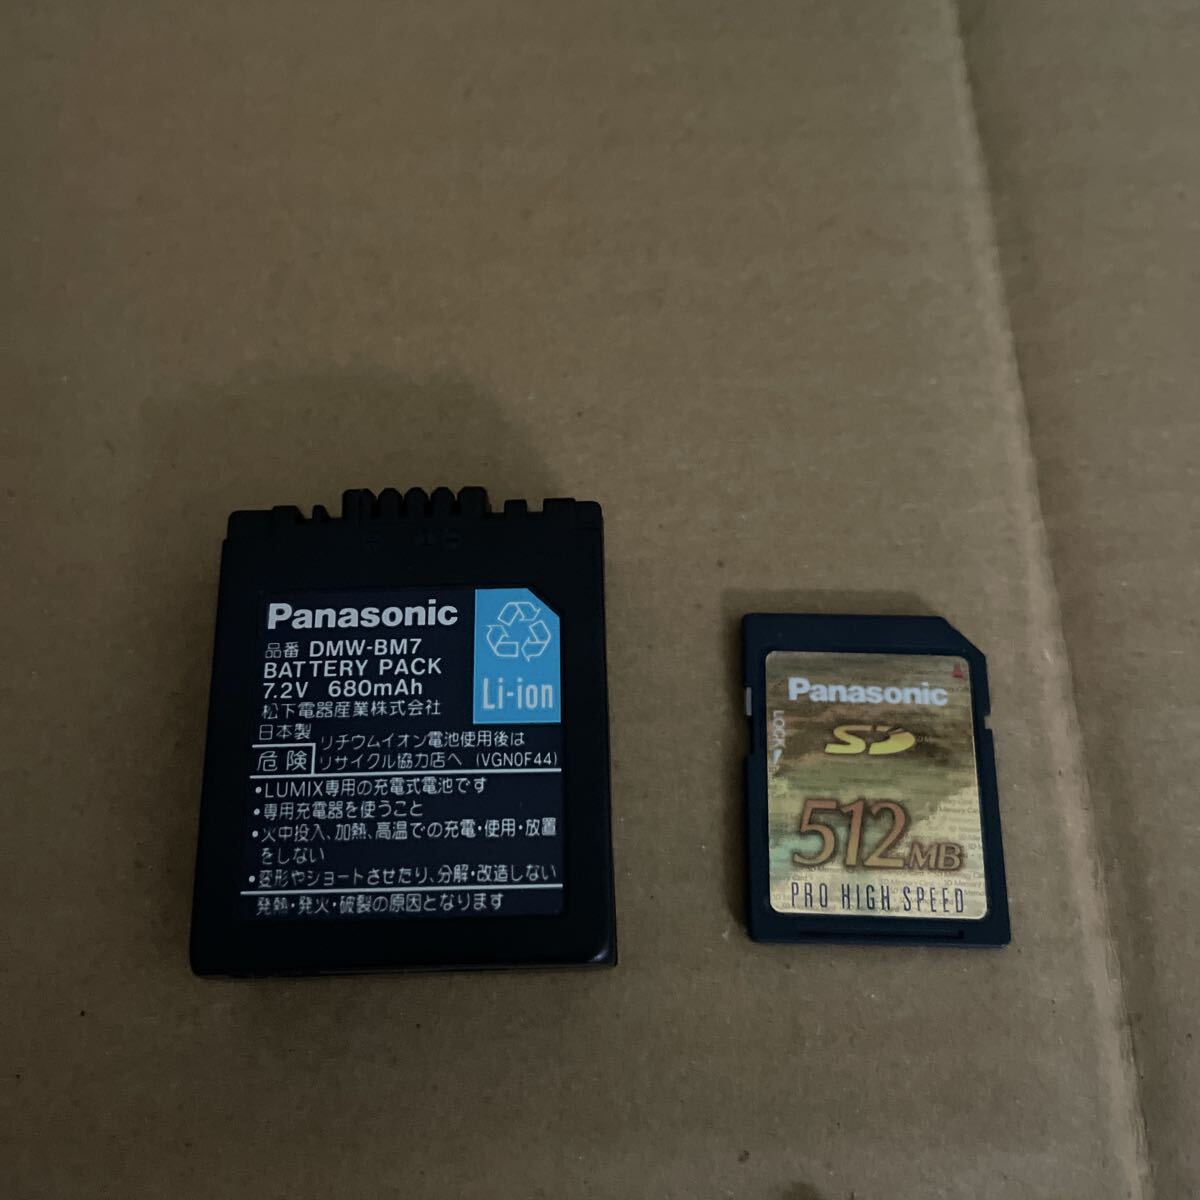 Panasonic
品番 DMW-BM7
BATTERY PACK
7.2V 680mAh
松下電器産業株式会社
日本製
Li-ion
危険 リチウムイオン電池使用後は
リサイクル協力店へ (VGN0F44)
•LUMIX専用の充電式電池です
•専用充電器を使うこと
•火中投入、加熱、高温での充電・使用・放置
をしない
•変形やショートさせたり、分解・改造しない
発熱・発火・破裂の原因となります
Panasonic
LOCK
SD
512MB
PRO HIGH SPEED